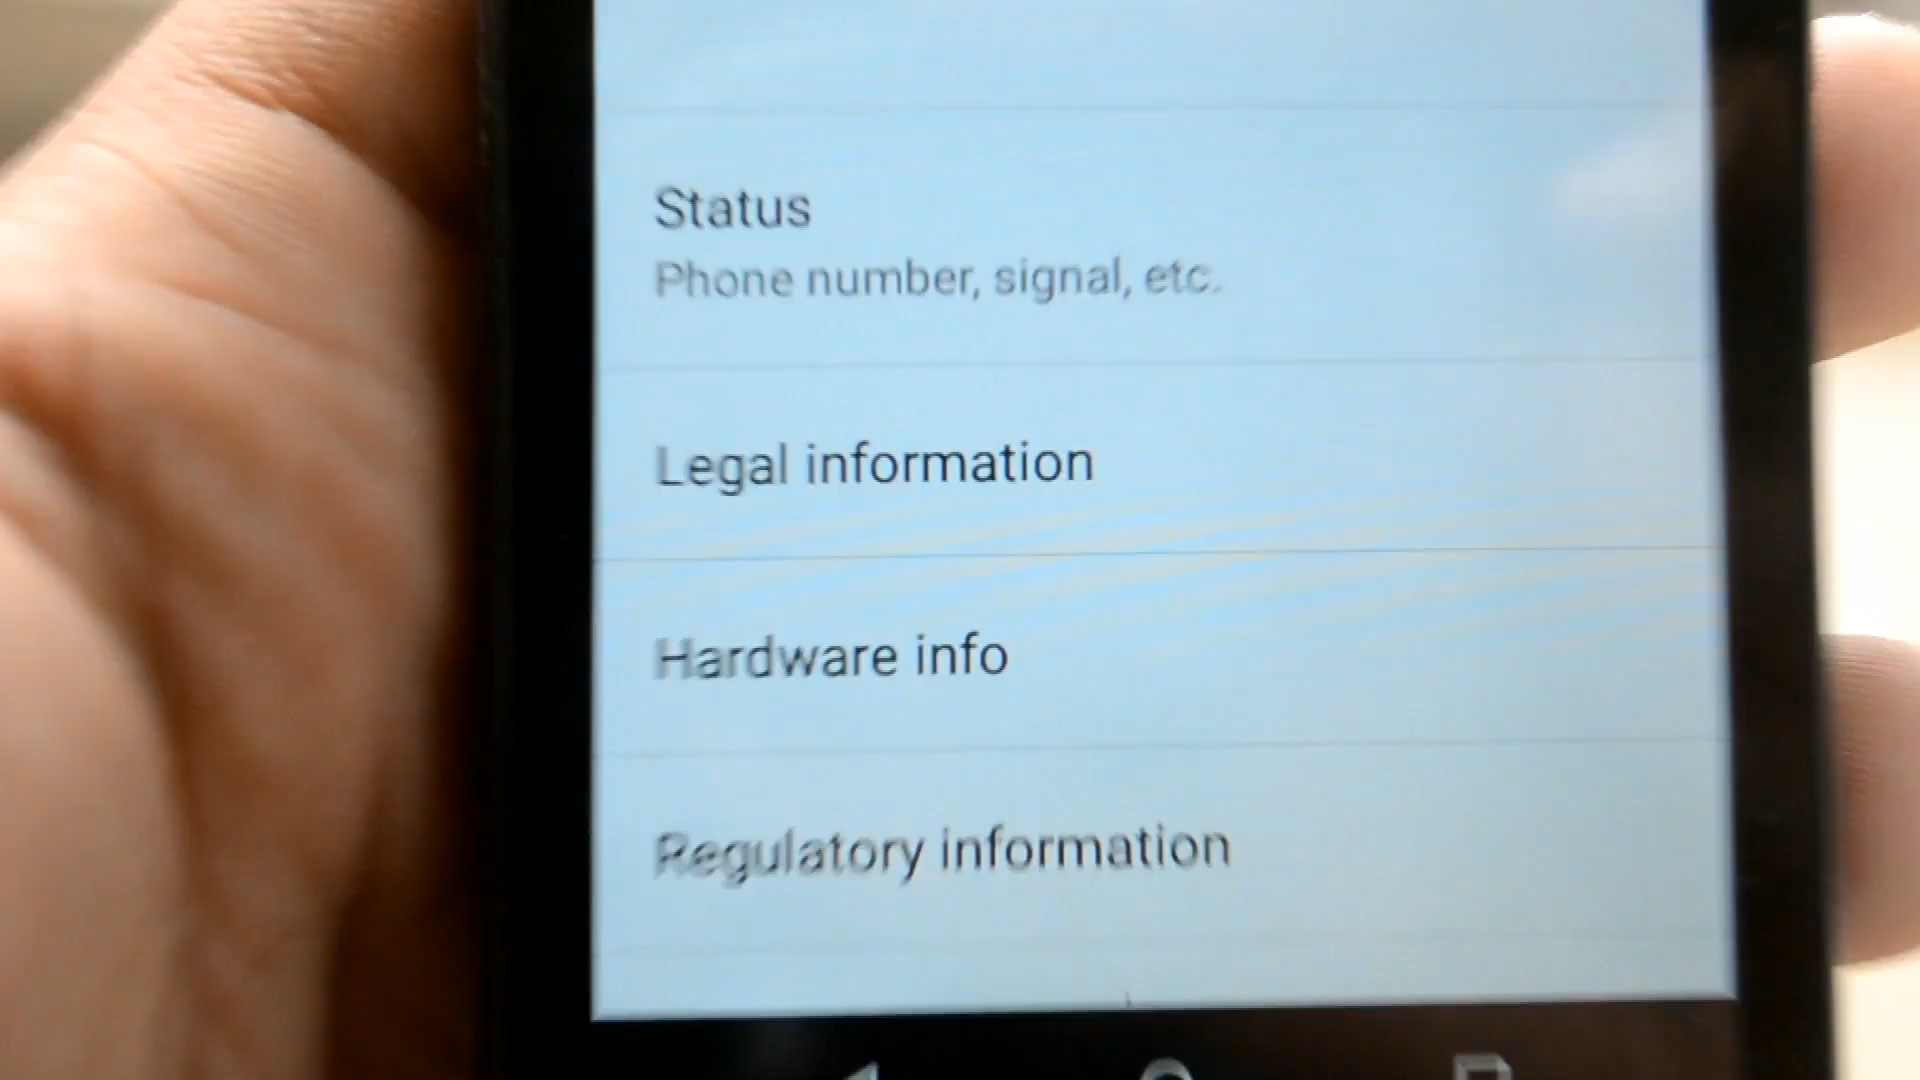 Status
Phone number, signal, etc.
Legal information
Hardware info
Regulatory information